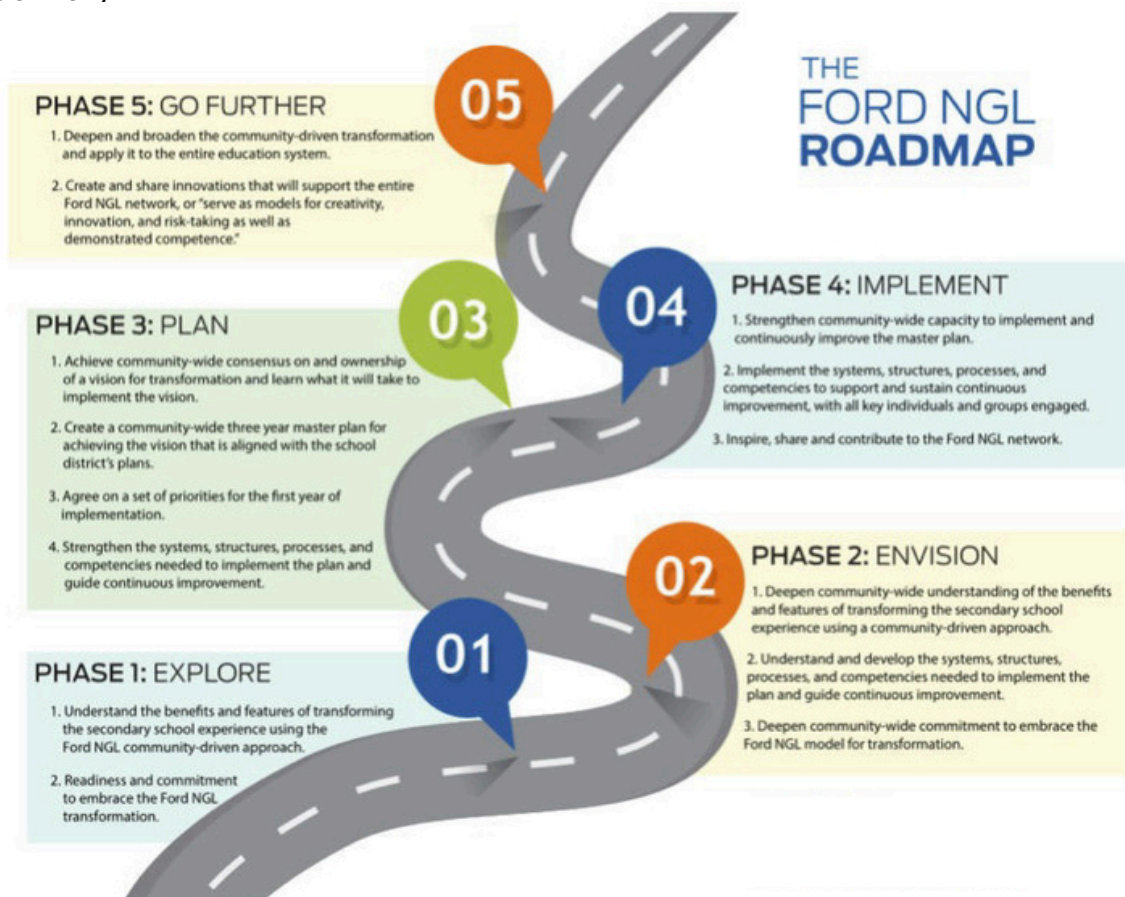 THE
FORD NGL
ROADMAP
05
PHASE 5: GO FURTHER
1. Deepen and broaden the community-driven transformation
and apply it to the entire education system.
2. Create and share innovations that will support the entire
Ford NGL network, or "serve as models for creativity,
innovation, and risk-taking as well as
demonstrated competence."
04
PHASE 4: IMPLEMENT
1. Strengthen community-wide capacity to implement and
continuously improve the master plan.
2. Implement the systems, structures, processes, and
competencies to support and sustain continuous
improvement, with all key individuals and groups engaged.
3. Inspire, share and contribute to the Ford NGL network.
03
PHASE 3: PLAN
1. Achieve community-wide consensus on and ownership
of a vision for transformation and learn what it will take to
implement the vision.
2. Create a community-wide three year master plan for
achieving the vision that is aligned with the school
district's plans.
3. Agree on a set of priorities for the first year of
implementation.
4. Strengthen the systems, structures, processes, and
competencies needed to implement the plan and
guide continuous improvement.
02
PHASE 2: ENVISION
1. Deepen community-wide understanding of the benefits
and features of transforming the secondary school
experience using a community-driven approach.
2. Understand and develop the systems, structures,
processes, and competencies needed to implement the
plan and guide continuous improvement.
3. Deepen community-wide commitment to embrace the
Ford NGL model for transformation.
01
PHASE 1: EXPLORE
1. Understand the benefits and features of transforming
the secondary school experience using the
Ford NGL community-driven approach.
2. Readiness and commitment
to embrace the Ford NGL
transformation.